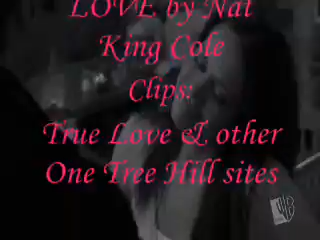 LOVE by Nat
King Cole
Clips:
True Love & other
One Tree Hill sites